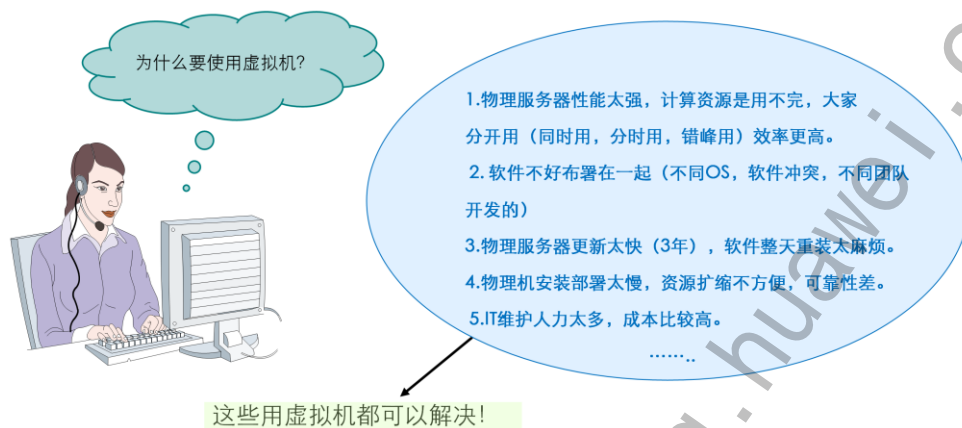 为什么要使用虚拟机?
1.物理服务器性能太强，计算资源是用不完，大家
分开用（同时用，分时用，错峰用）效率更高。
2. 软件不好布署在一起（不同OS，软件冲突，不同团队
开发的）
3.物理服务器更新太快（3年），软件整天重装太麻烦。
4.物理机安装部署太慢，资源扩缩不方便，可靠性差。
5.IT维护人力太多，成本比较高。
……..
这些用虚拟机都可以解决！
g.huawei.c